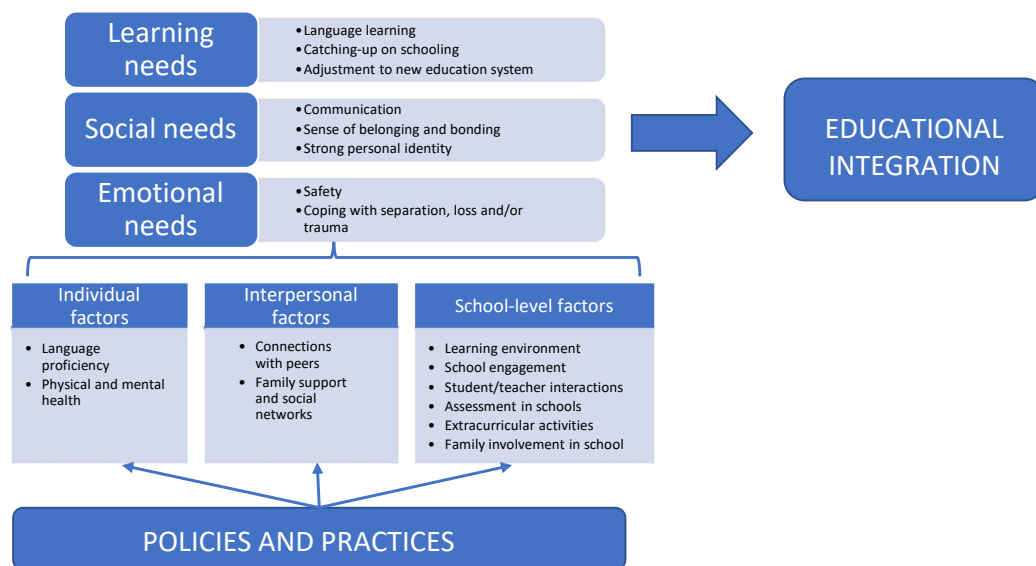 Learning
needs
•Language learning
•Catching-up on schooling
•Adjustment to new education system
Social needs
•Communication
•Sense of belonging and bonding
•Strong personal identity
Emotional
needs
•Safety
•Coping with separation, loss and/or
trauma
EDUCATIONAL
INTEGRATION
Individual
factors
• Language
proficiency
• Physical and mental
health
Interpersonal
factors
• Connections
with peers
• Family support
and social
networks
School-level factors
• Learning environment
• School engagement
• Student/teacher interactions
• Assessment in schools
• Extracurricular activities
• Family involvement in school
POLICIES AND PRACTICES